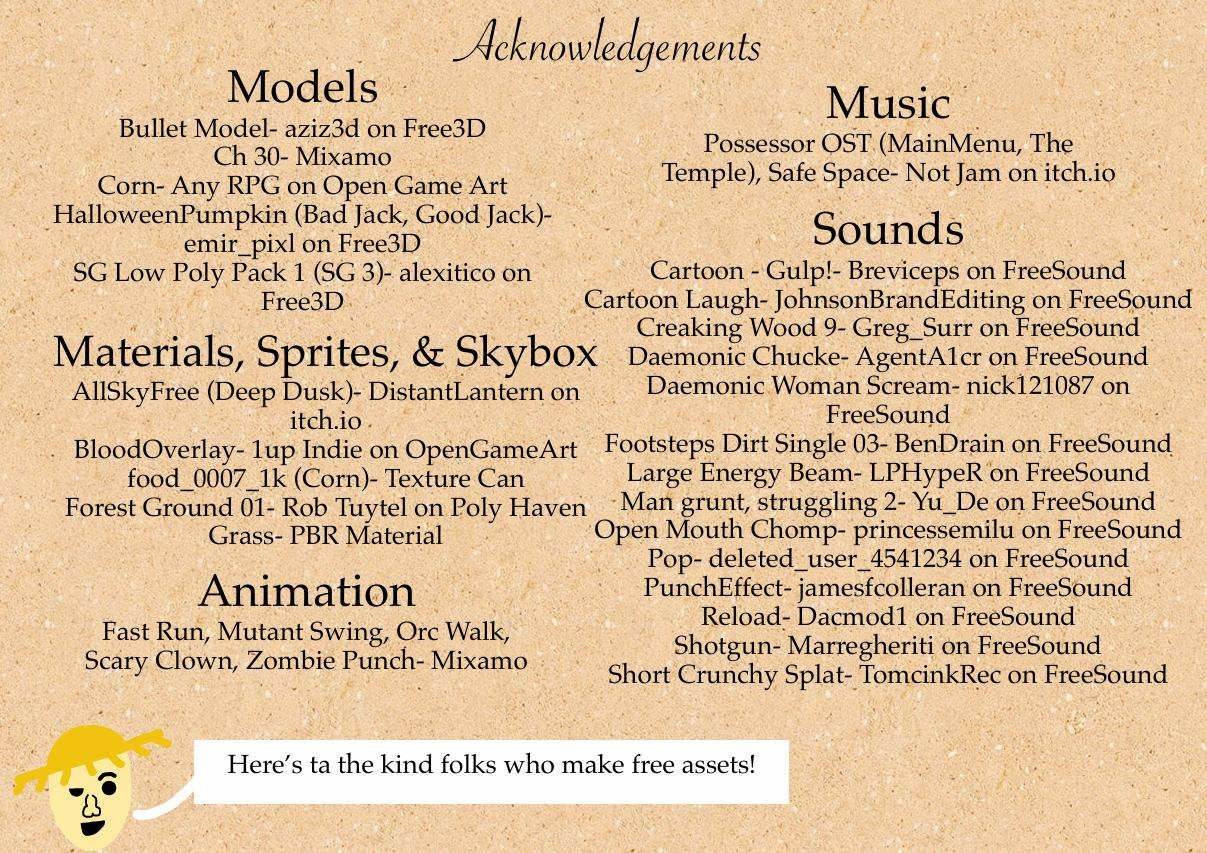 Acknowledgements
Models
Bullet Model- aziz3d on Free3D
Ch 30- Mixamo
Corn- Any RPG on Open Game Art
HalloweenPumpkin (Bad Jack, Good Jack)-
emir_pixl on Free3D
SG Low Poly Pack 1 (SG 3)- alexitico on
Free3D
Materials, Sprites, & Skybox
AllSkyFree (Deep Dusk)- DistantLantern on
itch.io
BloodOverlay- 1up Indie on OpenGameArt
food_0007_1k (Corn)- Texture Can
Forest Ground 01- Rob Tuytel on Poly Haven
Grass- PBR Material
Animation
Fast Run, Mutant Swing, Orc Walk,
Scary Clown, Zombie Punch- Mixamo
Music
Possessor OST (MainMenu, The
Temple), Safe Space- Not Jam on itch.io
Sounds
Cartoon - Gulp!- Breviceps on FreeSound
Cartoon Laugh- JohnsonBrandEditing on FreeSound
Creaking Wood 9- Greg_Surr on FreeSound
Daemonic Chucke- AgentA1cr on FreeSound
Daemonic Woman Scream- nick121087 on
FreeSound
Footsteps Dirt Single 03- BenDrain on FreeSound
Large Energy Beam- LPHypeR on FreeSound
Man grunt, struggling 2- Yu_De on FreeSound
Open Mouth Chomp- princessemilu on FreeSound
Pop- deleted_user_4541234 on FreeSound
PunchEffect- jamesfcolleran on FreeSound
Reload- Dacmod1 on FreeSound
Shotgun- Marregheriti on FreeSound
Short Crunchy Splat- TomcinkRec on FreeSound
Here's ta the kind folks who make free assets!